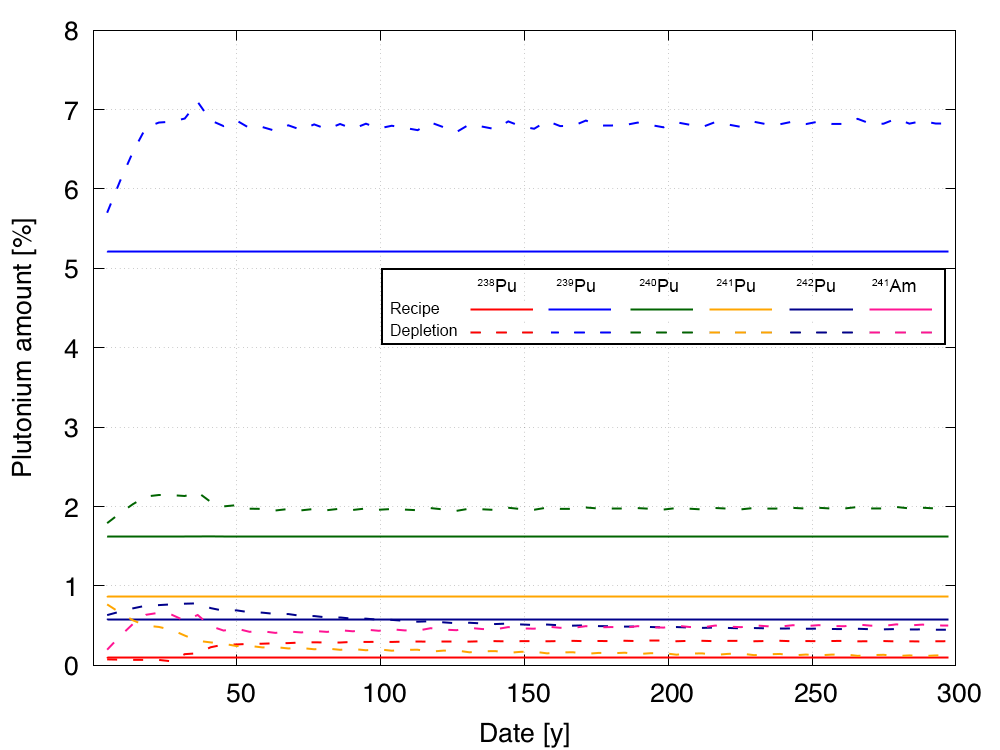 8
7
6
5
4
3
2
1
0
Plutonium amount [%]
²³⁸Pu ²³⁹Pu ²⁴⁰Pu ²⁴¹Pu ²⁴²Pu ²⁴¹Am
Recipe
Depletion
50 100 150 200 250 300
Date [y]